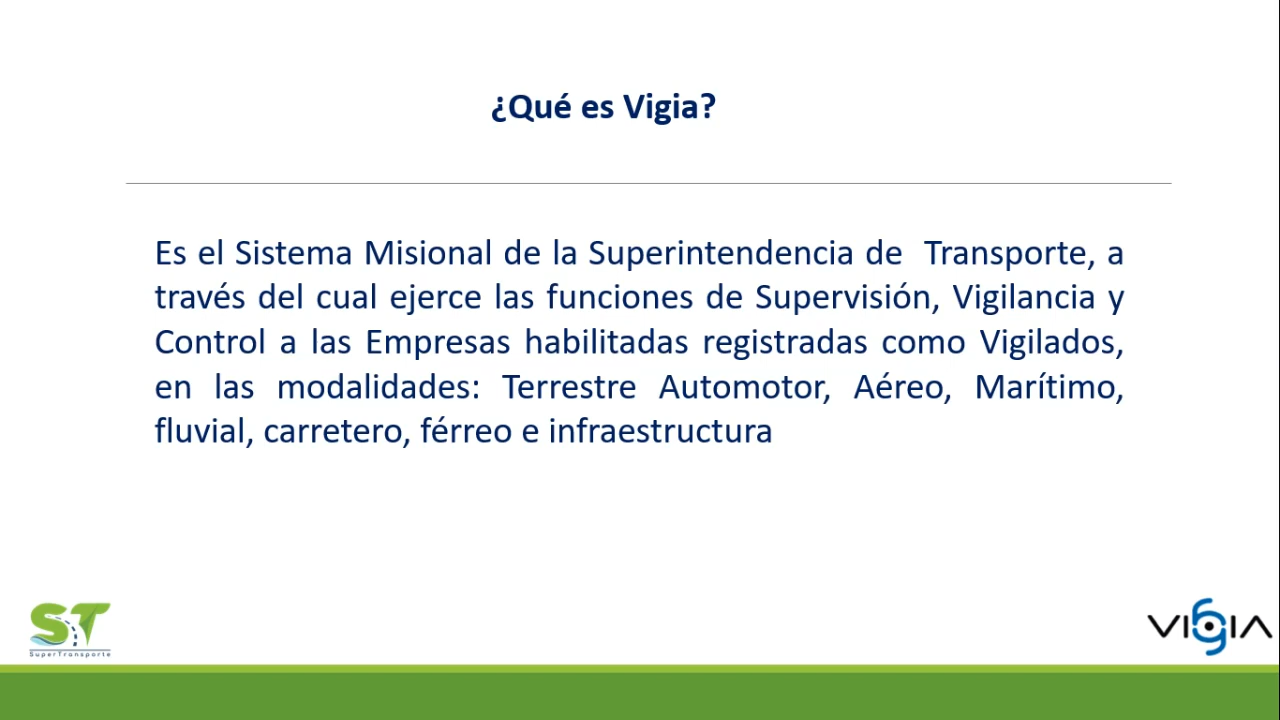 ¿Qué es Vigia?
Es el Sistema Misional de la Superintendencia de Transporte, a
través del cual ejerce las funciones de Supervisión, Vigilancia y
Control a las Empresas habilitadas registradas como Vigilados,
en las modalidades: Terrestre Automotor, Aéreo, Marítimo,
fluvial, carretero, férreo e infraestructura
ST
SuperTransporte
VIGIA